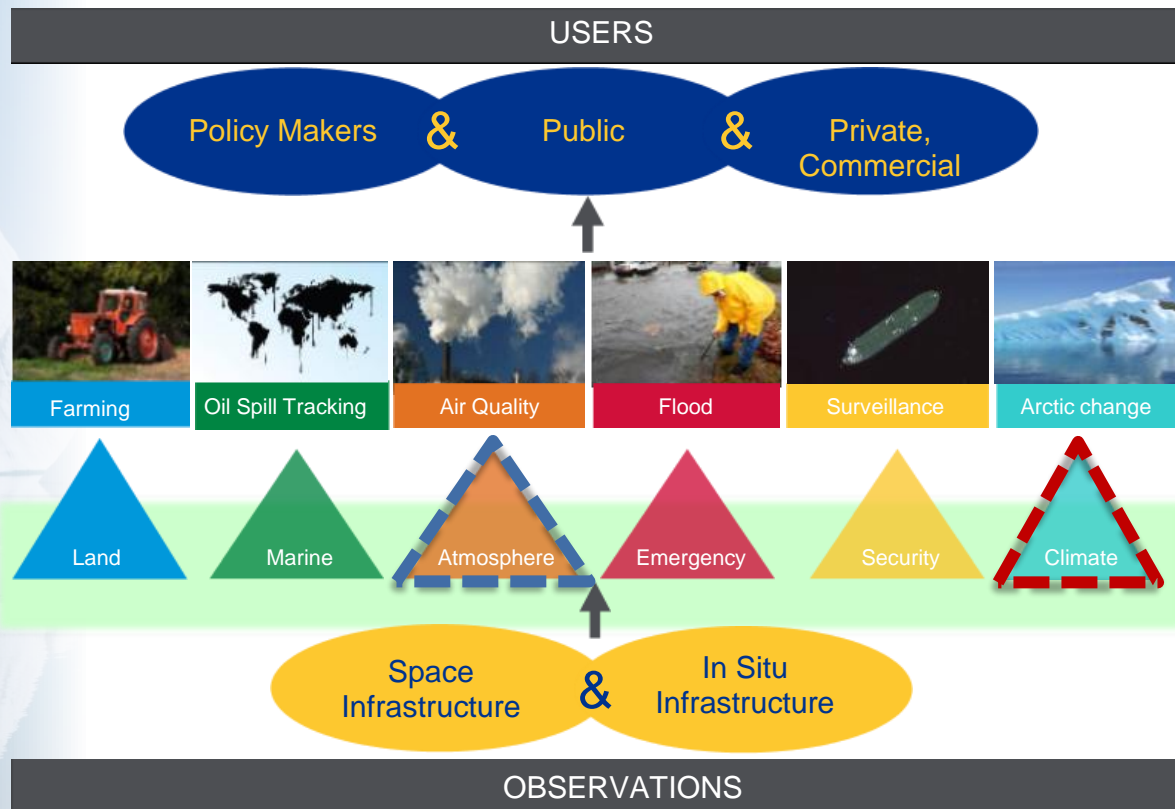 USERS
Policy Makers & Public & Private,
Commercial
Farming Oil Spill Tracking Air Quality Flood Surveillance Arctic change
Land Marine Atmosphere Emergency Security Climate
Space
Infrastructure
&
In Situ
Infrastructure
OBSERVATIONS